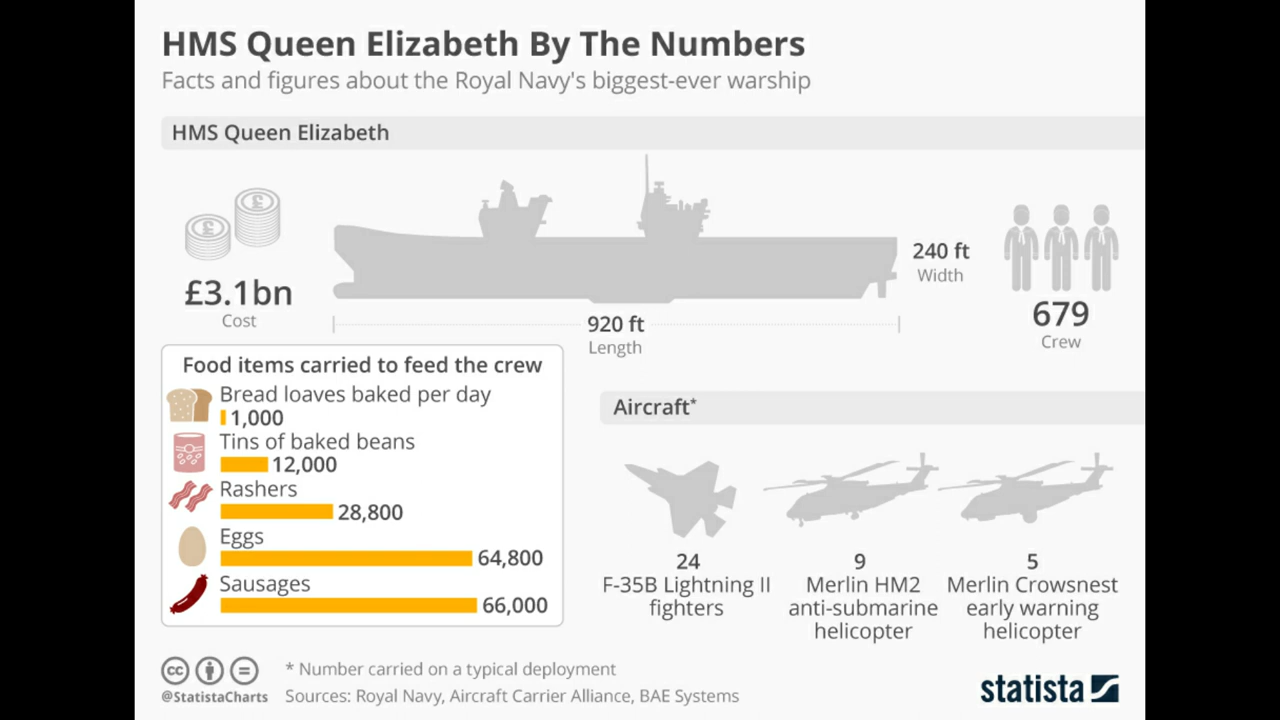 HMS Queen Elizabeth By The Numbers
Facts and figures about the Royal Navy's biggest-ever warship
HMS Queen Elizabeth
£3.1bn
Cost
240 ft
Width
920 ft
Length
679
Crew
Food items carried to feed the crew
Bread loaves baked per day
1,000
Tins of baked beans
12,000
Rashers
28,800
Eggs
64,800
Sausages
66,000
Aircraft*
24
F-35B Lightning II
fighters
9
Merlin HM2
anti-submarine
helicopter
5
Merlin Crowsnest
early warning
helicopter
cc
@StatistaCharts
* Number carried on a typical deployment
Sources: Royal Navy, Aircraft Carrier Alliance, BAE Systems
statista